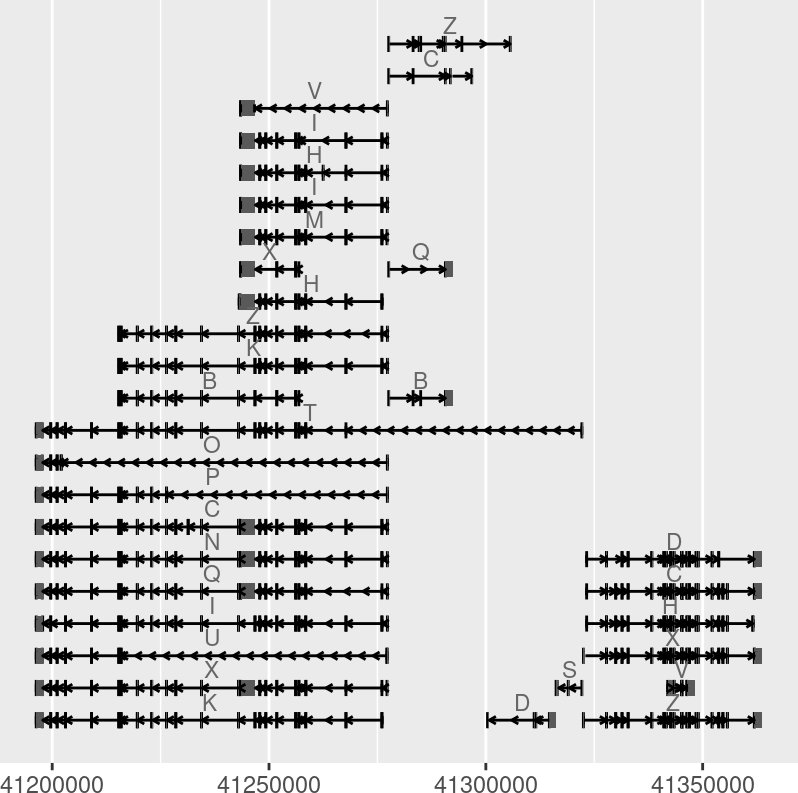 Z
C
V
I
H
I
M
X Q
H
Z
K
B B
T
O
P
C
N D
Q C
I H
U X
X S V
K D Z
41200000 41250000 41300000 41350000